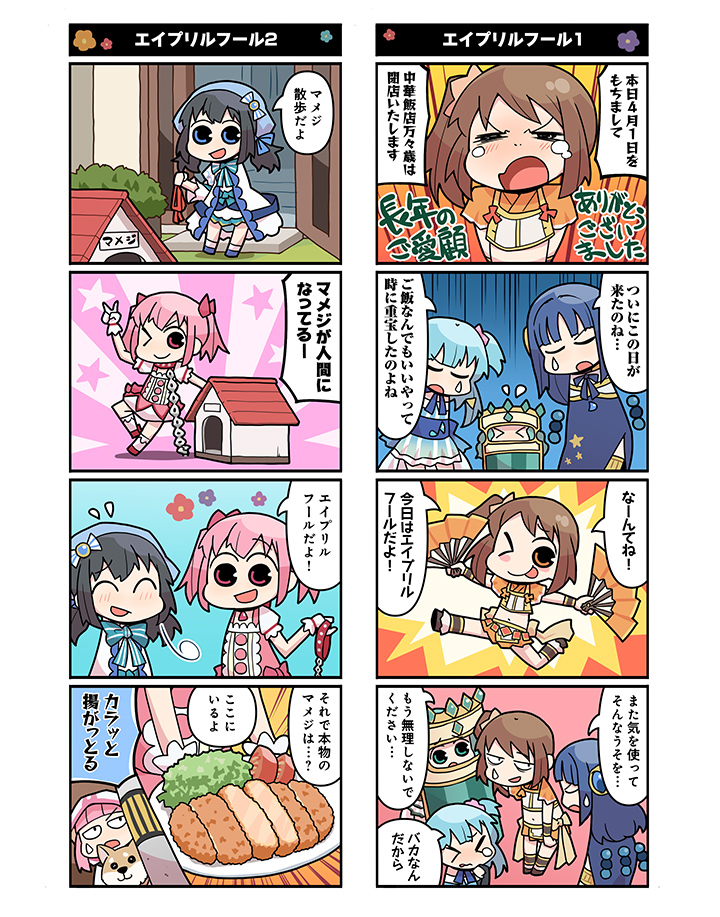 エイプリルフール1
本日4月1日を
もちまして
中華飯店万々歳は
閉店いたします
長年の
ご愛顧
ありがとう
ござい
ました
ついにこの日が
来たのね…
ご飯なんでもいいやって
時に重宝したのよね
なーんてね!
今日はエイプリル
フールだよ!
また気を使って
そんなうそを…
もう無理しないで
ください…
バカなん
だから
エイプリルフール2
マメジ
散歩だよ
マメジ
マメジが人間に
なってるー
エイプリル
フールだよ!
それで本物の
マメジは…?
ここに
いるよ
カラッと
揚がっとる